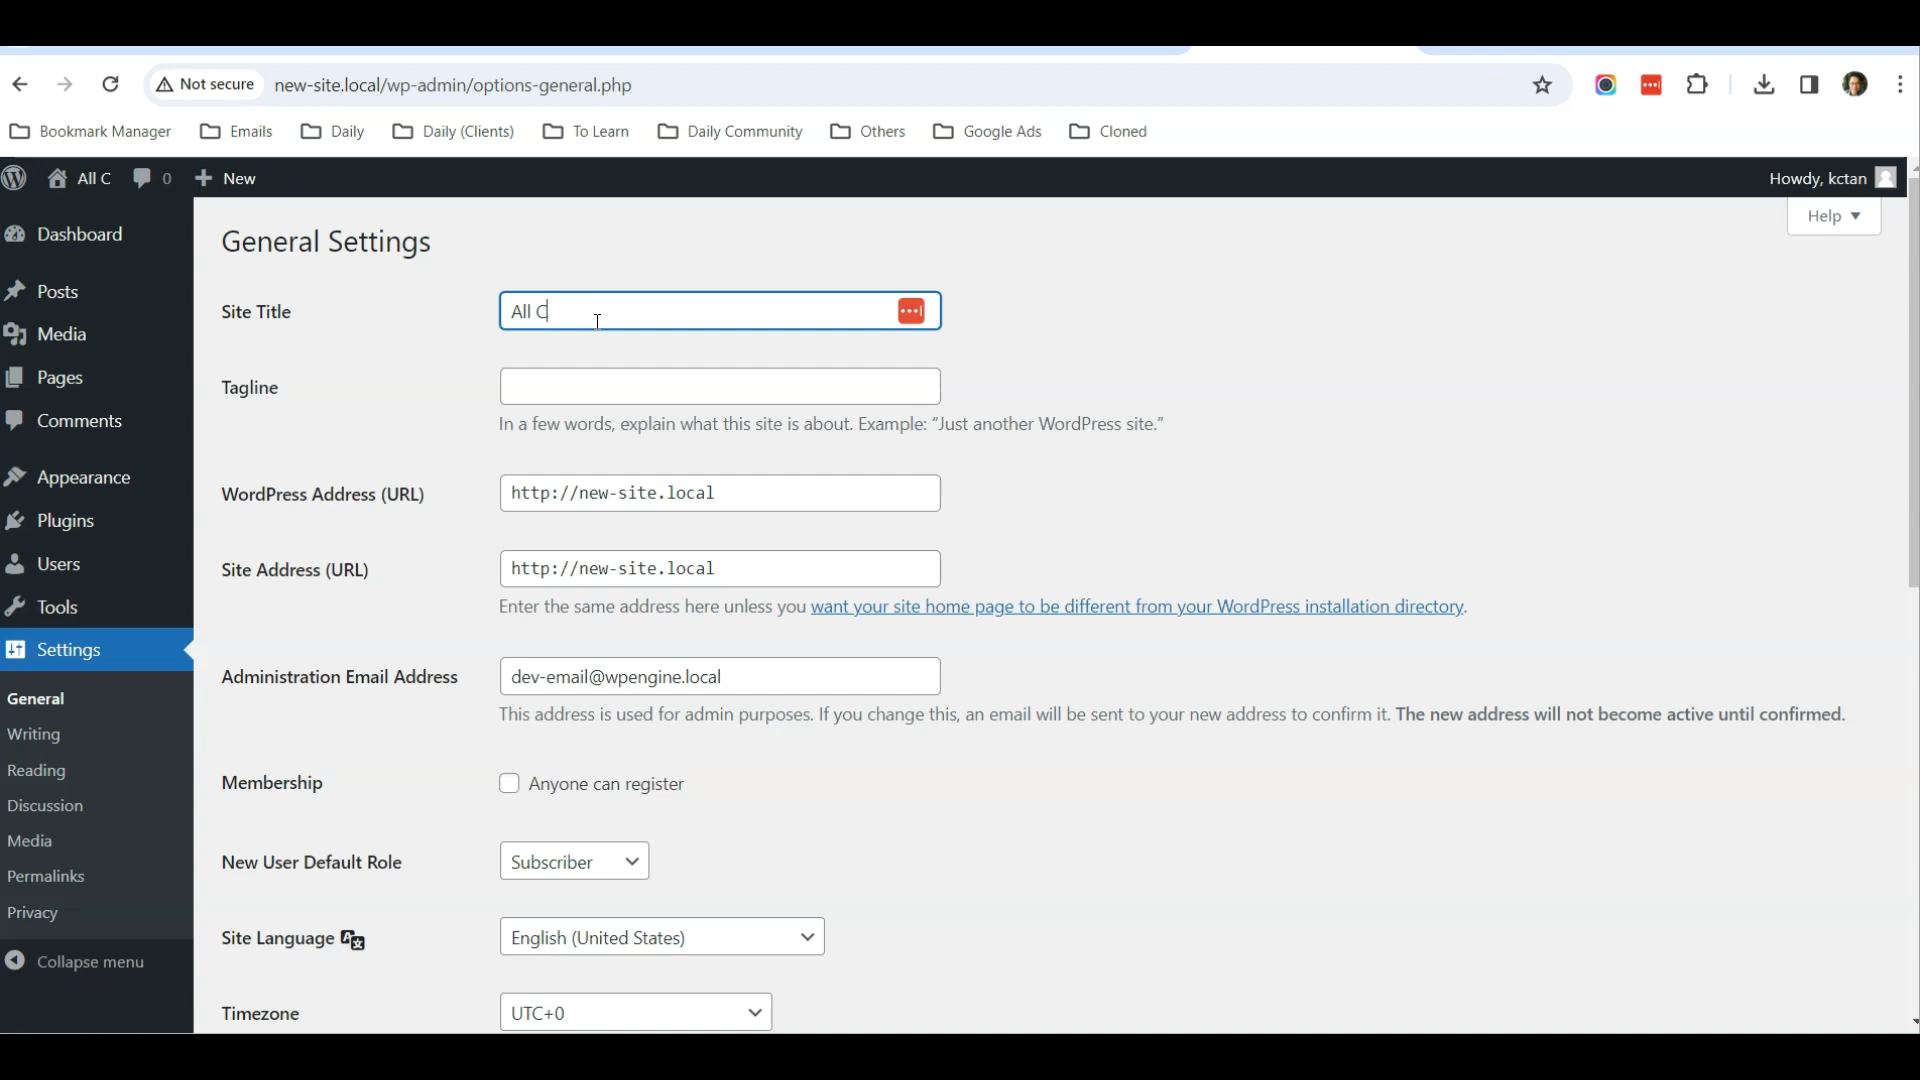 Not secure new-site.local/wp-admin/options-general.php
Bookmark Manager Emails Daily Daily (Clients) To Learn Daily Community Others Google Ads Cloned
All C 0 New Howdy, kctan
Help
Dashboard
Posts
Media
Pages
Comments
Appearance
Plugins
Users
Tools
Settings
General
Writing
Reading
Discussion
Media
Permalinks
Privacy
Collapse menu
General Settings
Site Title All C
Tagline
In a few words, explain what this site is about. Example: “Just another WordPress site.”
WordPress Address (URL) http://new-site.local
Site Address (URL) http://new-site.local
Enter the same address here unless you want your site home page to be different from your WordPress installation directory.
Administration Email Address dev-email@wpengine.local
This address is used for admin purposes. If you change this, an email will be sent to your new address to confirm it. The new address will not become active until confirmed.
Membership Anyone can register
New User Default Role Subscriber
Site Language English (United States)
Timezone UTC+0